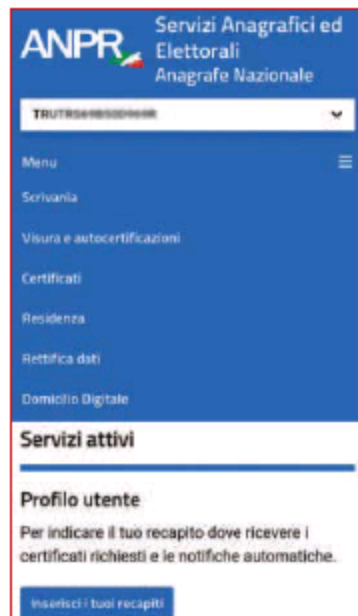 ANPR
Servizi Anagrafici ed
Elettorali
Anagrafe Nazionale
Menu
Scrivania
Visura e autocertificazioni
Certificati
Residenza
Rettifica dati
Domicilio Digitale
Servizi attivi
Profilo utente
Per indicare il tuo recapito dove ricevere i
certificati richiesti e le notifiche automatiche.
Inserisci i tuoi recapiti